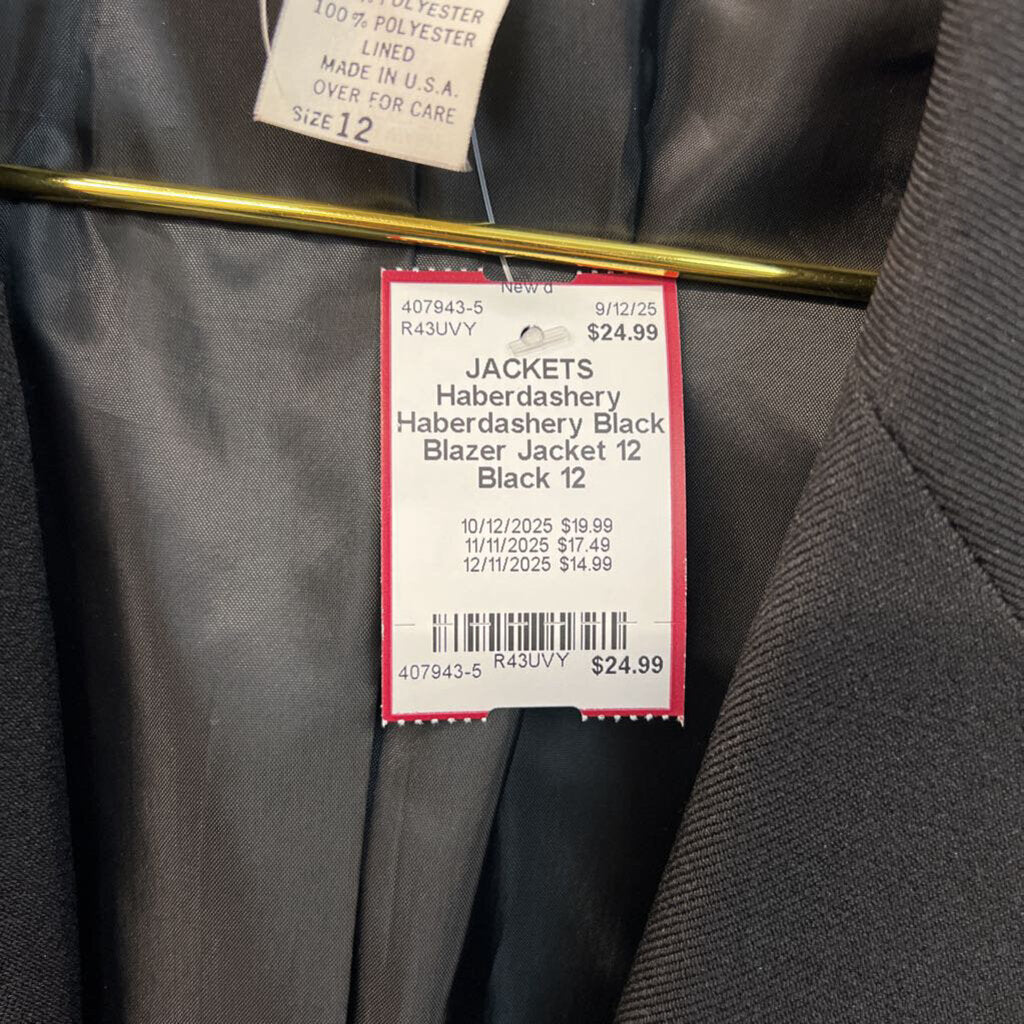 POLYESTER
100% POLYESTER
LINED
MADE IN U.S.A.
OVER FOR CARE
SIZE 12
New d
407943-5 9/12/25
R43UVY $24.99
JACKETS
Haberdashery
Haberdashery Black
Blazer Jacket 12
Black 12
10/12/2025 $19.99
11/11/2025 $17.49
12/11/2025 $14.99
407943-5 R43UVY $24.99